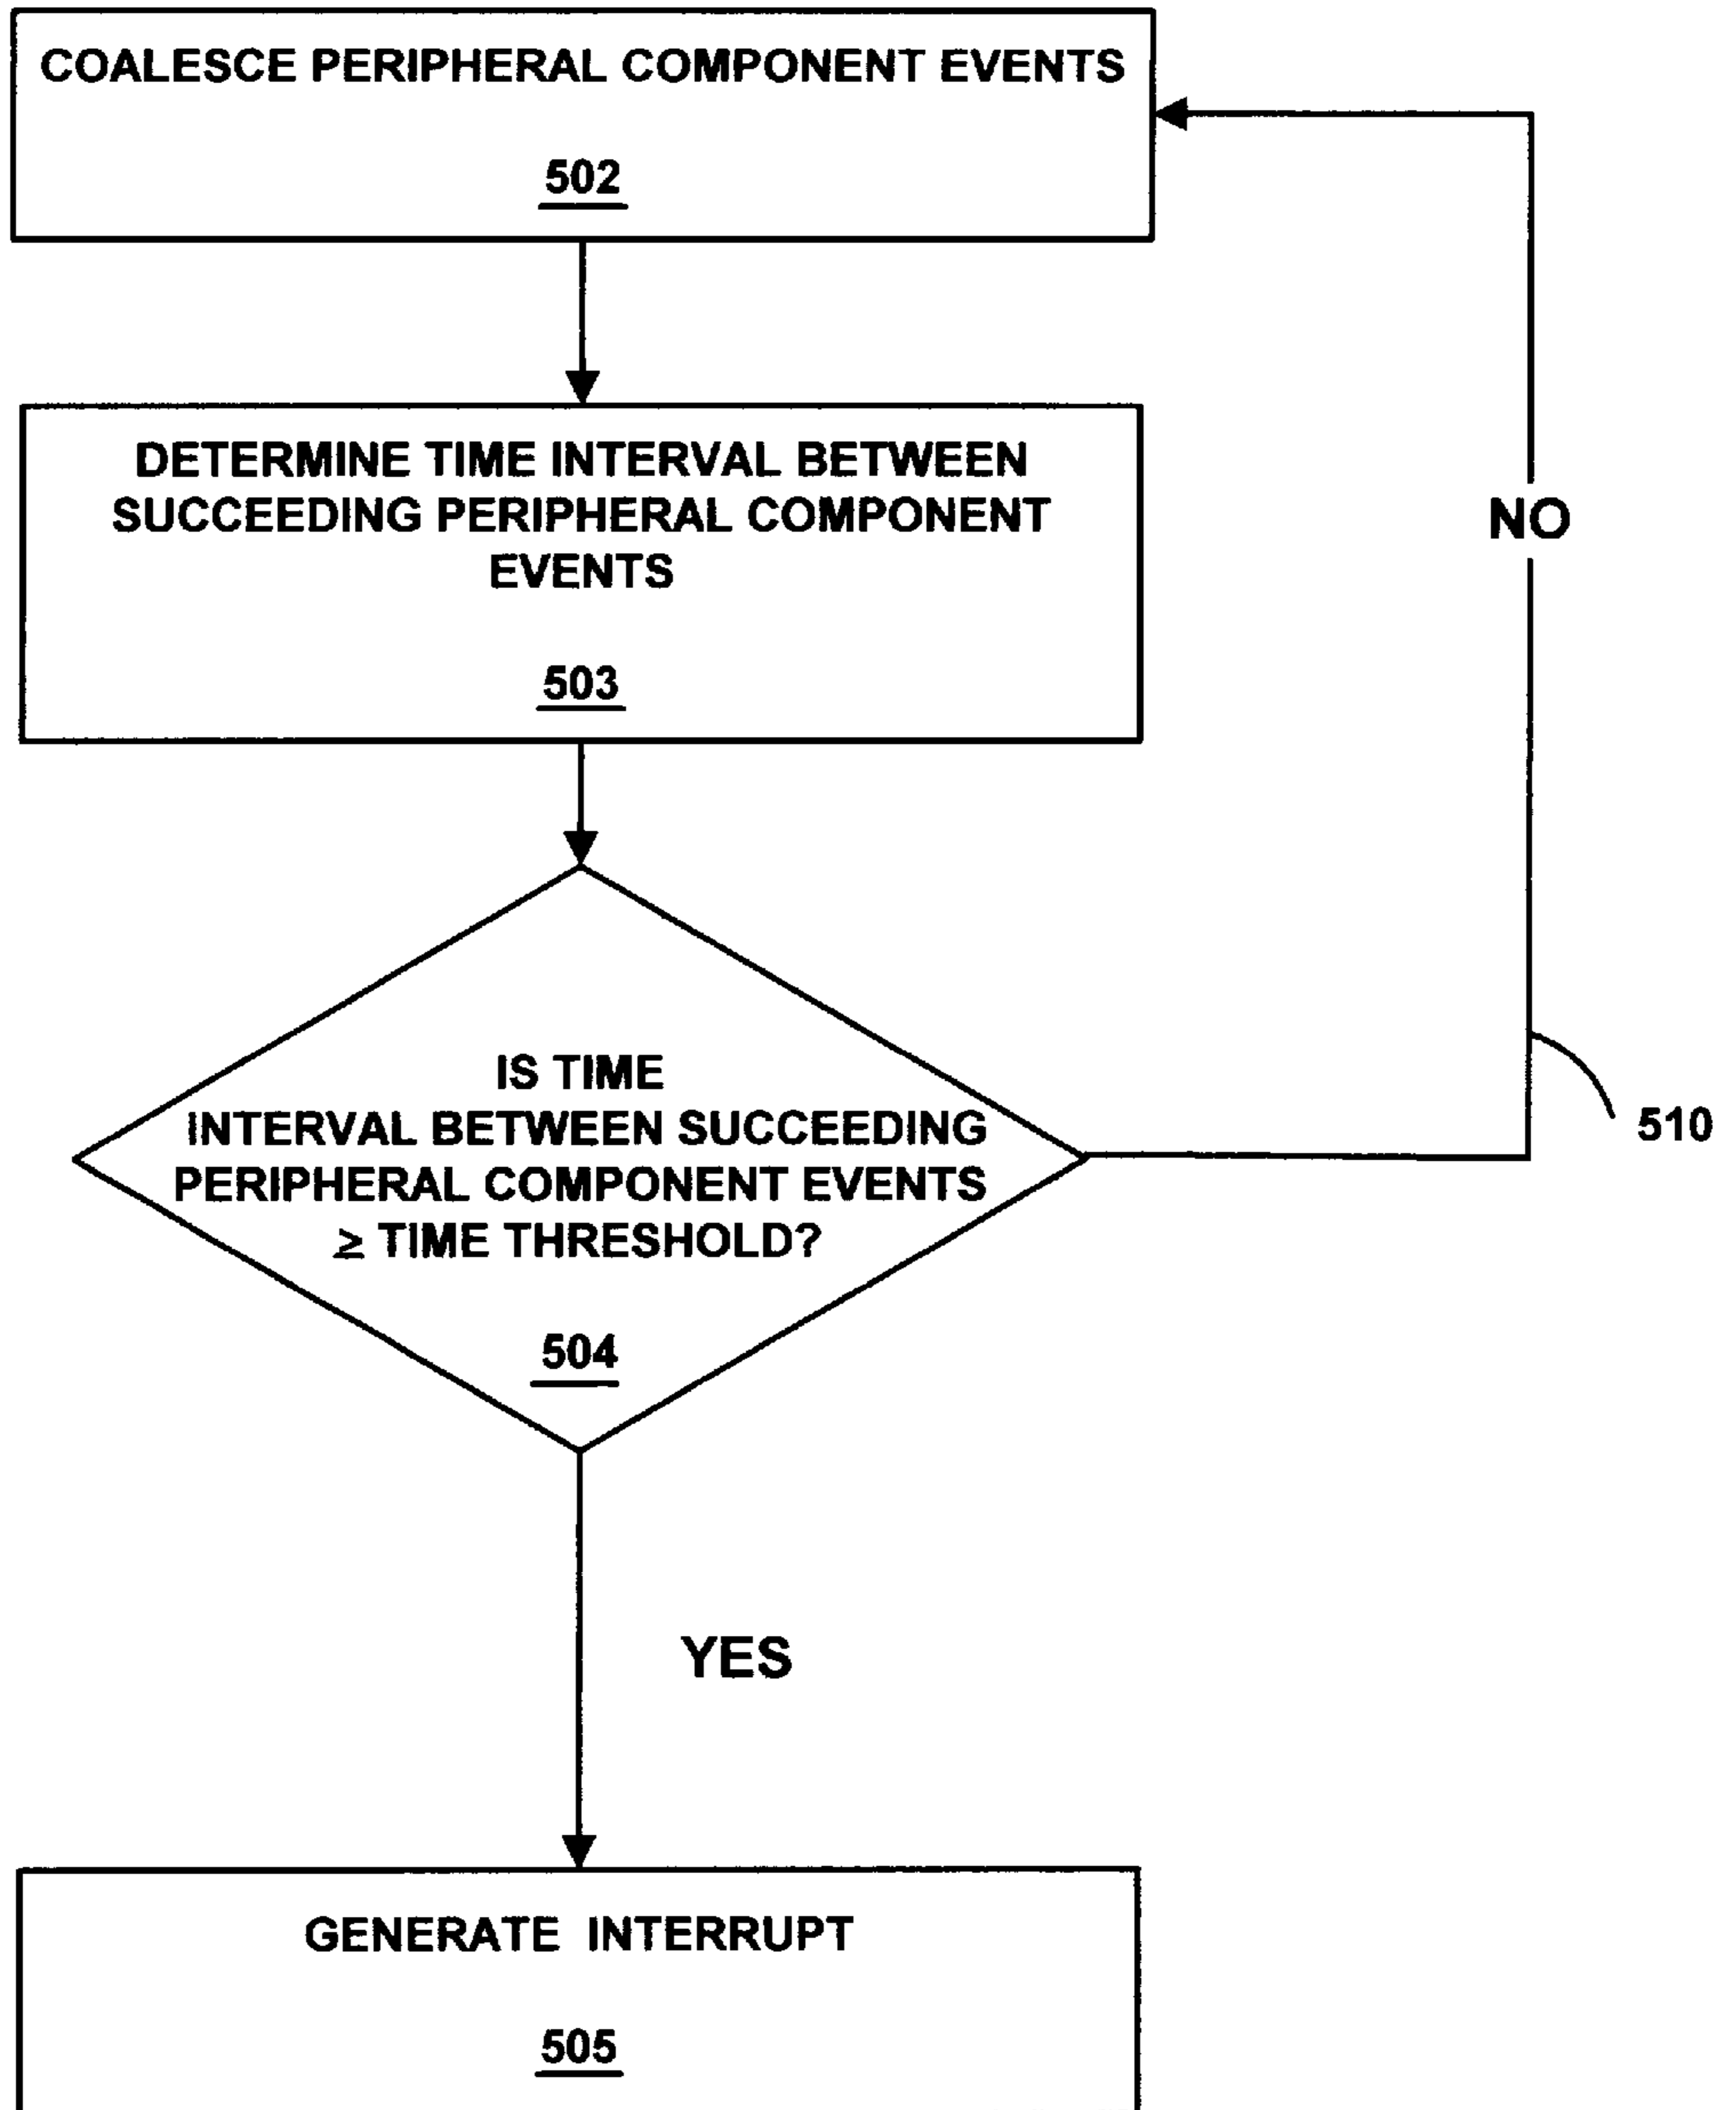 COALESCE PERIPHERAL COMPONENT EVENTS
502
DETERMINE TIME INTERVAL BETWEEN
SUCCEEDING PERIPHERAL COMPONENT
EVENTS
503
NO
IS TIME
INTERVAL BETWEEN SUCCEEDING
PERIPHERAL COMPONENT EVENTS
≥ TIME THRESHOLD?
504
510
YES
GENERATE INTERRUPT
505